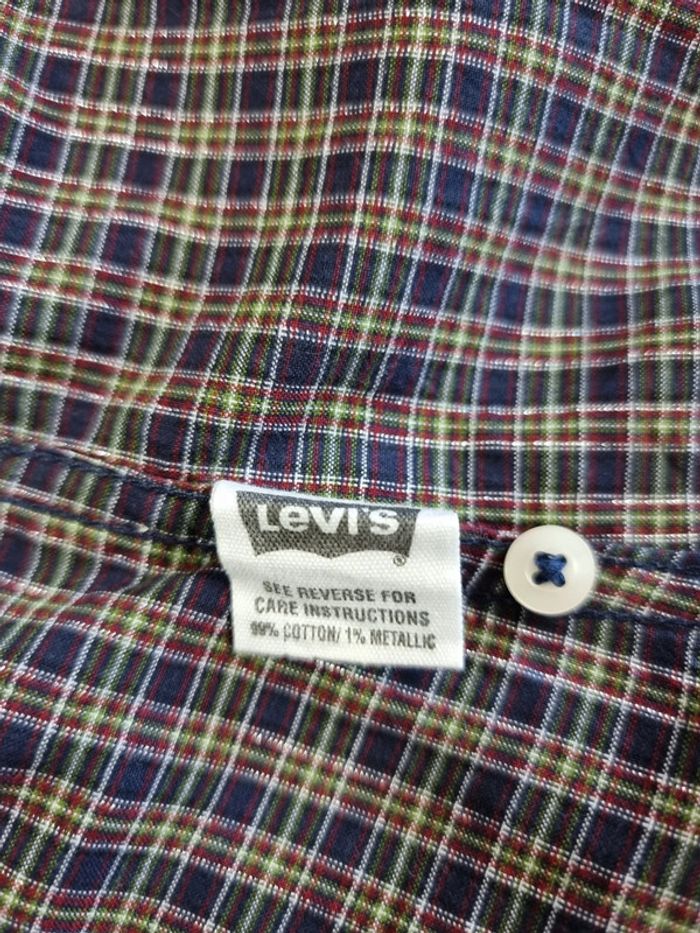 LEVI'S
®
SEE REVERSE FOR
CARE INSTRUCTIONS
99% COTTON/1% METALLIC